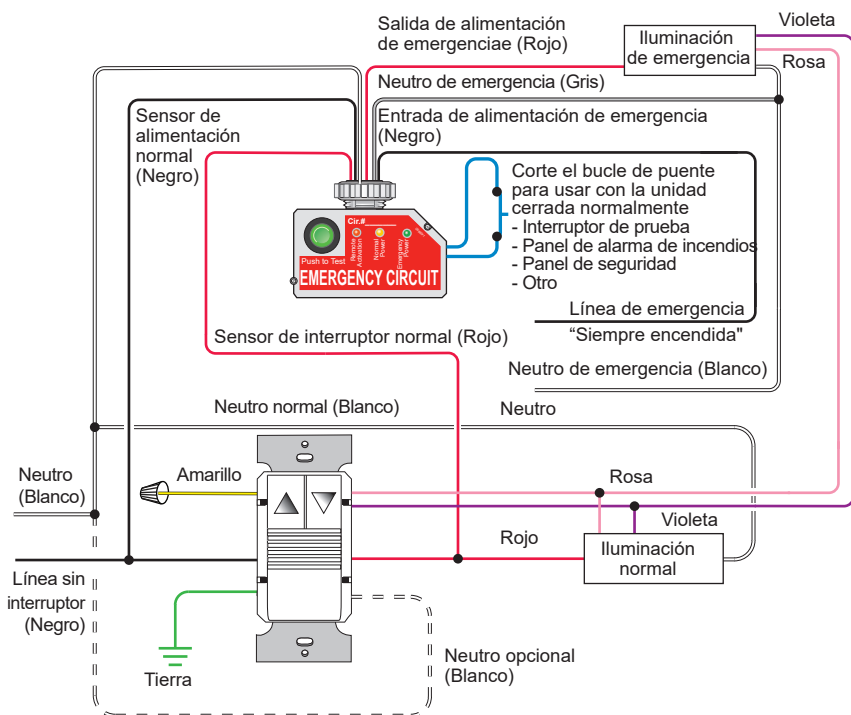 Salida de alimentación
de emergenciae (Rojo)
Iluminación
de emergencia
Violeta
Rosa
Neutro de emergencia (Gris)
Sensor de
alimentación
normal
(Negro)
Entrada de alimentación de emergencia
(Negro)
Corte el bucle de puente
para usar con la unidad
cerrada normalmente
- Interruptor de prueba
- Panel de alarma de incendios
- Panel de seguridad
- Otro
Cir.#
Push to Test
Remote
Activation
Normal
Power
Emergency
Power
EMERGENCY CIRCUIT
Línea de emergencia
“Siempre encendida"
Sensor de interruptor normal (Rojo)
Neutro de emergencia (Blanco)
Neutro normal (Blanco)
Neutro
Neutro
(Blanco)
Amarillo
Rosa
Violeta
Rojo
Iluminación
normal
Línea sin
interruptor
(Negro)
Tierra
Neutro opcional
(Blanco)